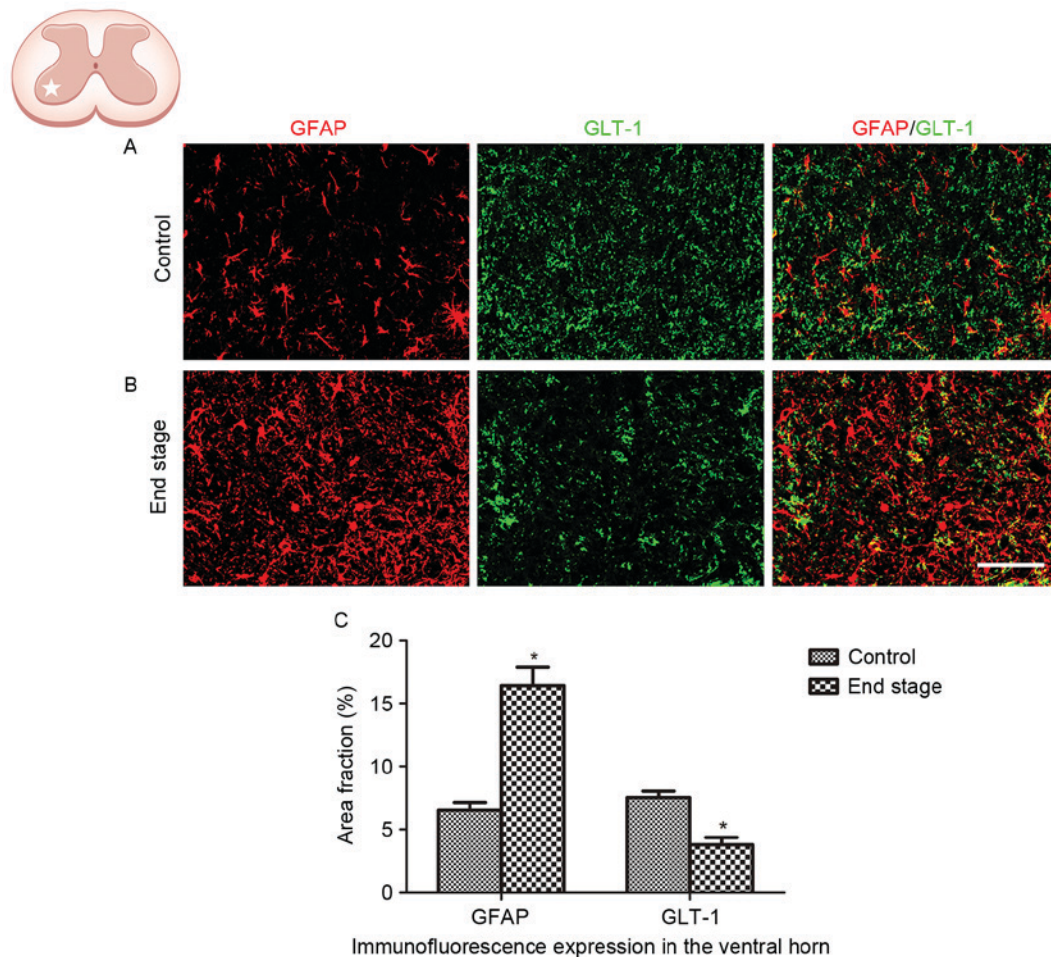 GFAP GLT-1 GFAP/GLT-1
A
Control
B
End stage
C
20
15
10
5
0
Area fraction (%)
*
*
Control
End stage
GFAP GLT-1
Immunofluorescence expression in the ventral horn